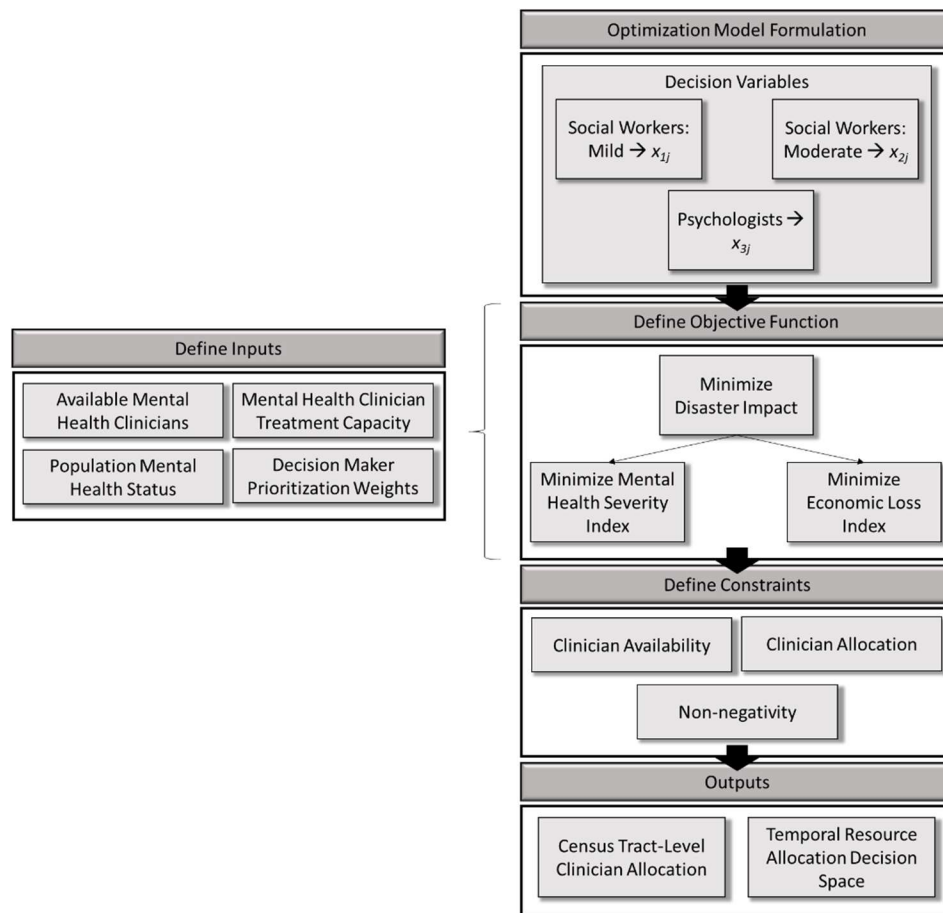 Optimization Model Formulation
Decision Variables
Social Workers:
Mild → x1j
Social Workers:
Moderate → x2j
Psychologists →
x3j
Define Inputs
Available Mental
Health Clinicians
Mental Health Clinician
Treatment Capacity
Population Mental
Health Status
Decision Maker
Prioritization Weights
Define Objective Function
Minimize
Disaster Impact
Minimize Mental
Health Severity
Index
Minimize
Economic Loss
Index
Define Constraints
Clinician Availability
Clinician Allocation
Non-negativity
Outputs
Census Tract-Level
Clinician Allocation
Temporal Resource
Allocation Decision
Space